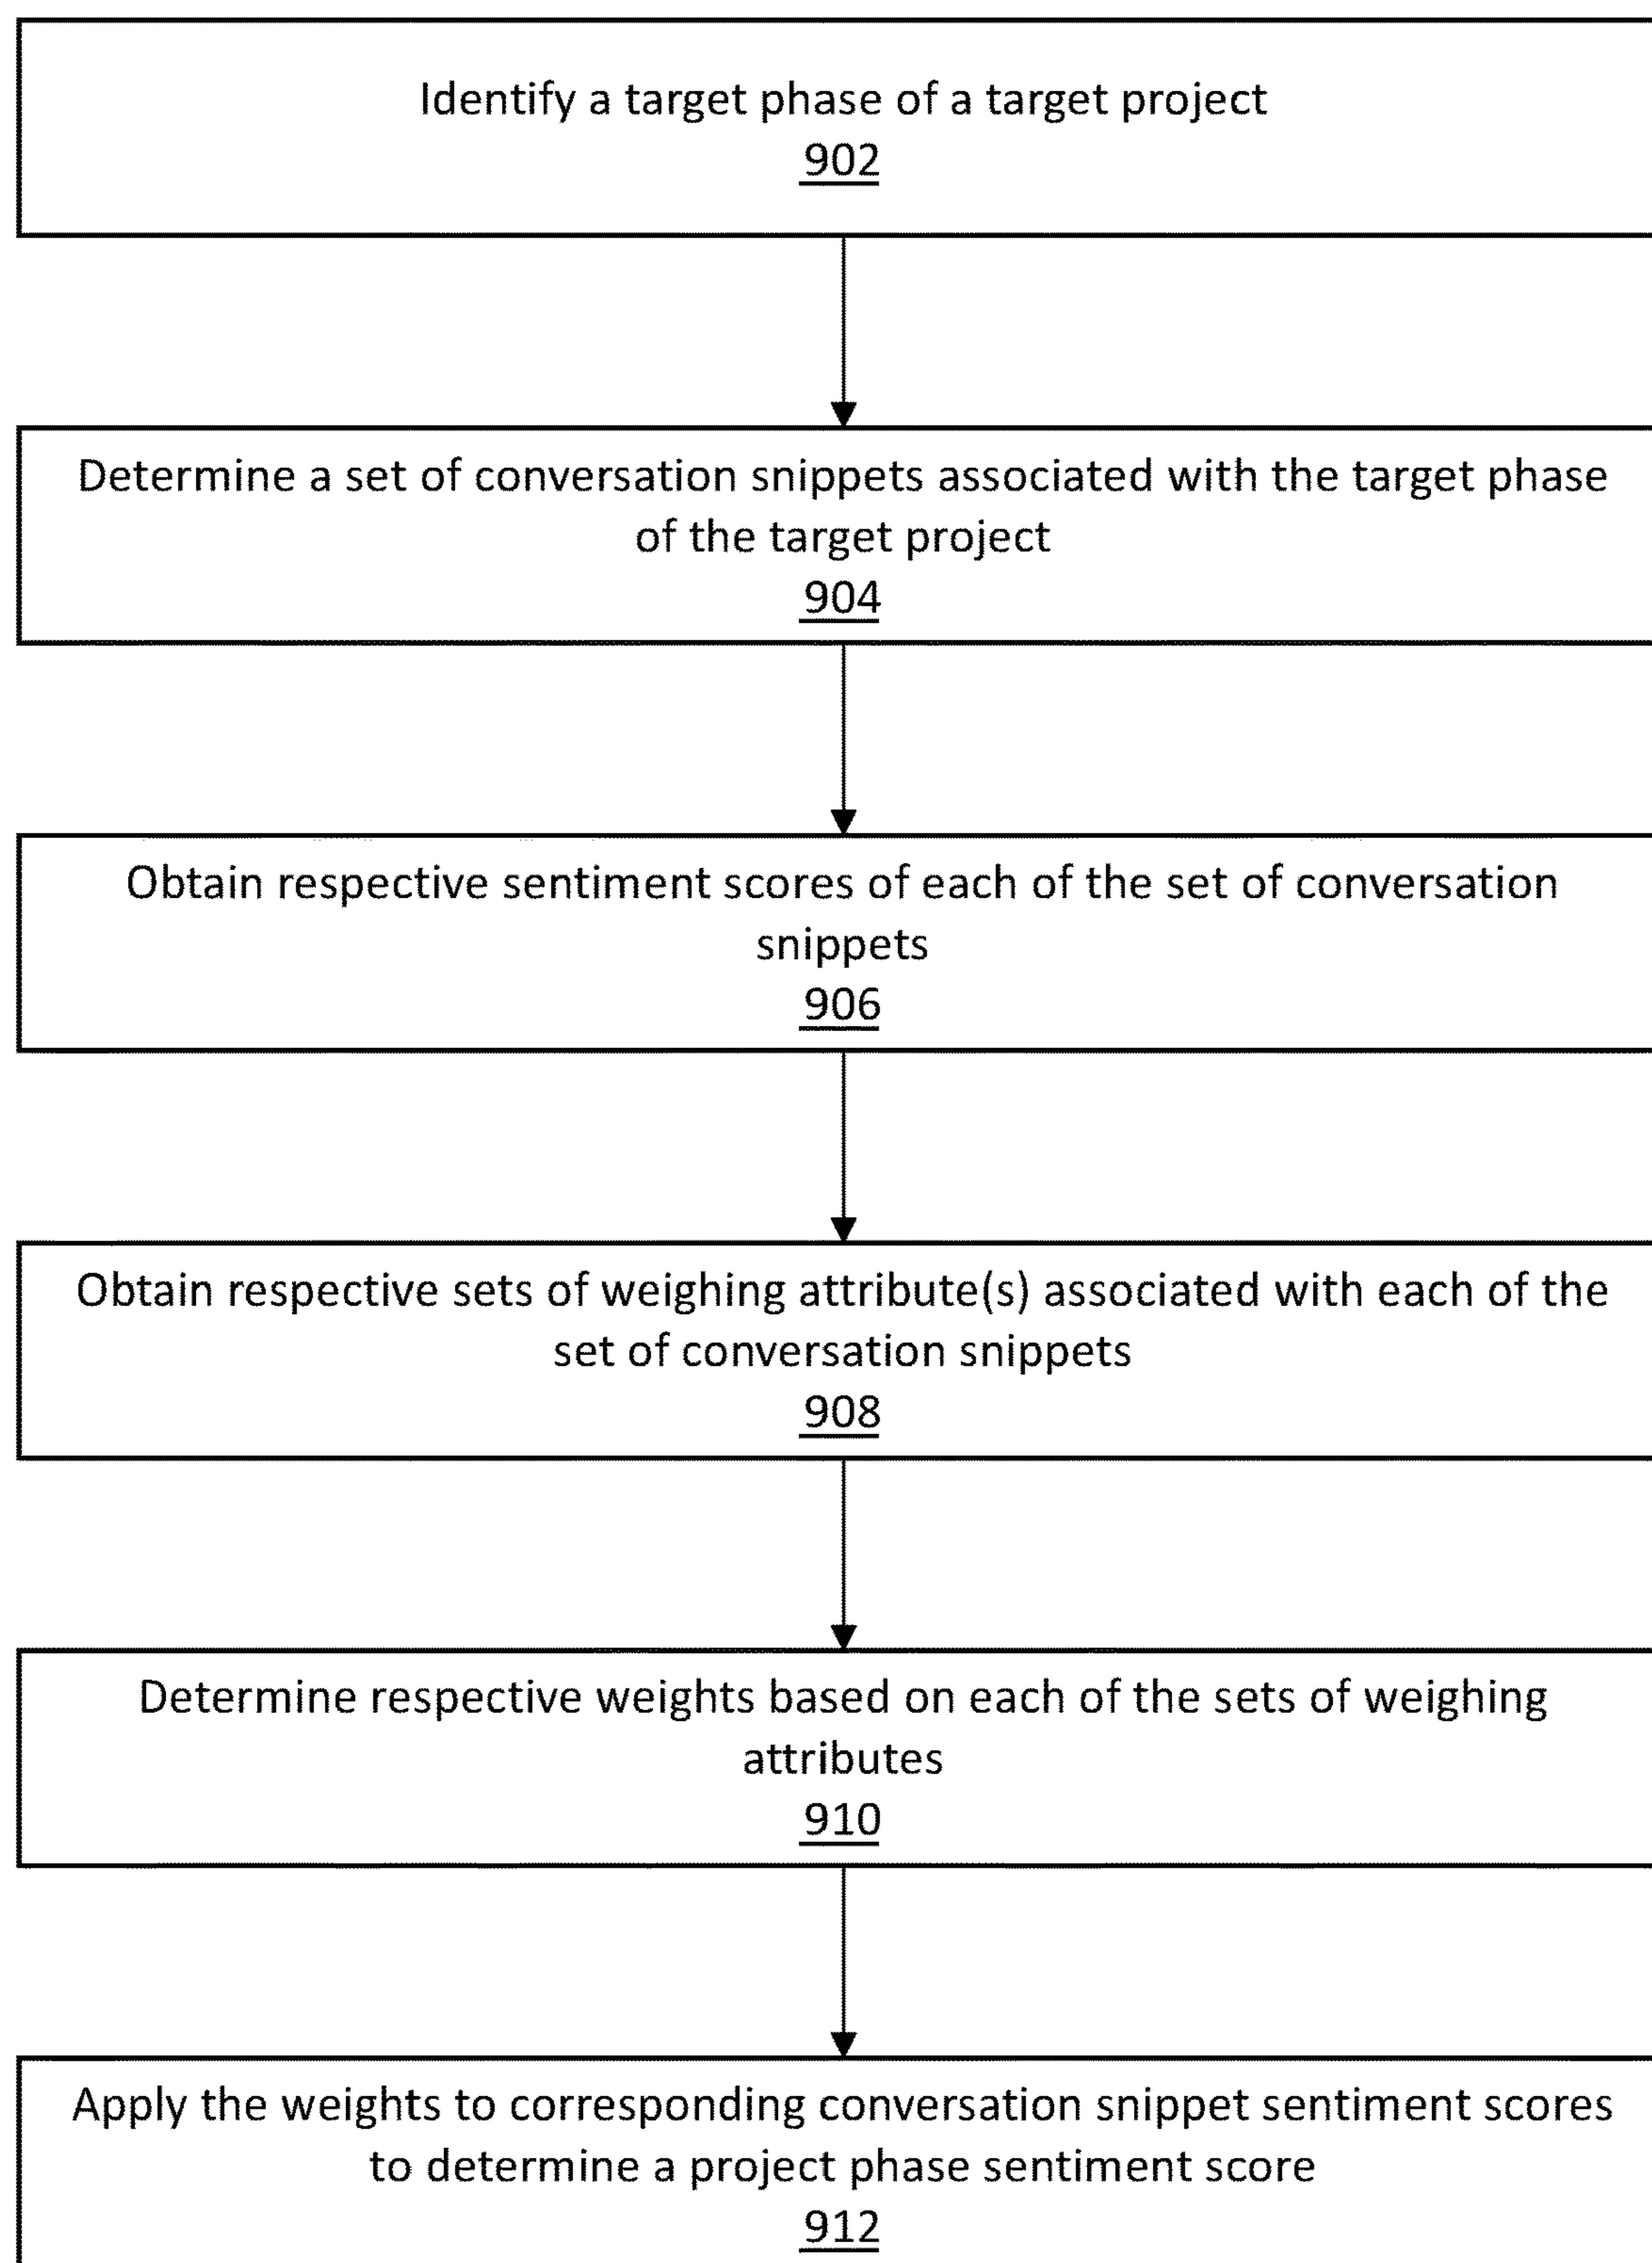 Identify a target phase of a target project
902
Determine a set of conversation snippets associated with the target phase
of the target project
904
Obtain respective sentiment scores of each of the set of conversation
snippets
906
Obtain respective sets of weighing attribute(s) associated with each of the
set of conversation snippets
908
Determine respective weights based on each of the sets of weighing
attributes
910
Apply the weights to corresponding conversation snippet sentiment scores
to determine a project phase sentiment score
912